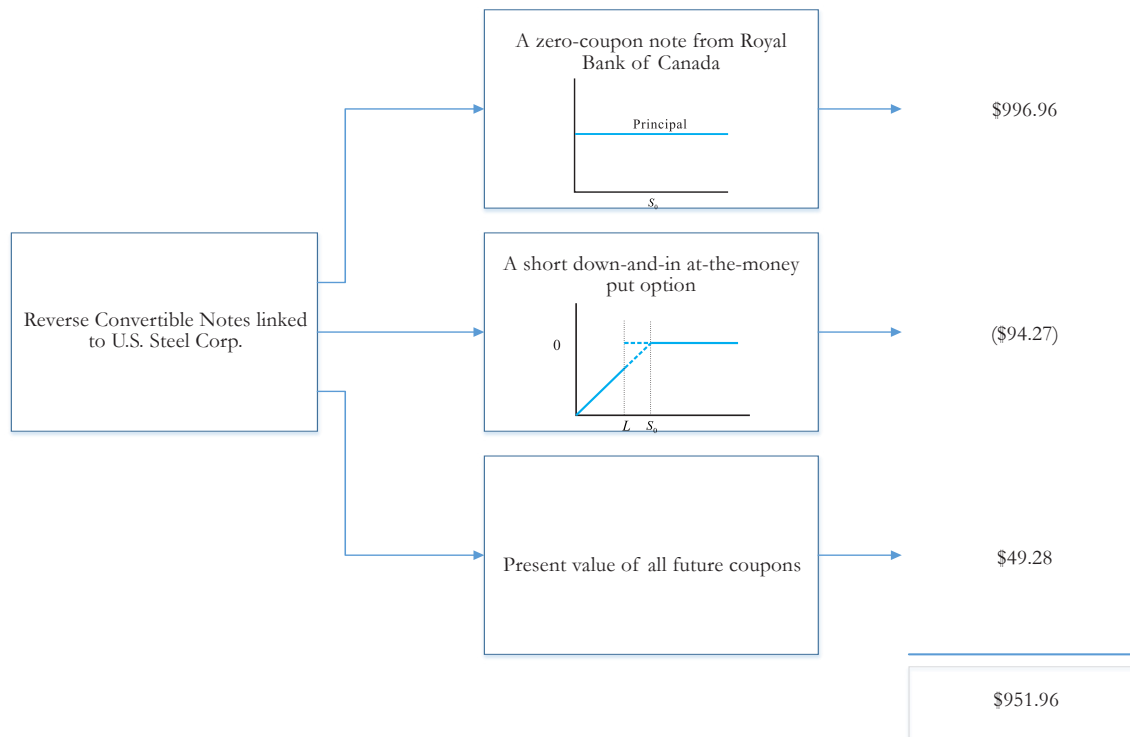 A zero-coupon note from Royal
Bank of Canada
Principal
S₀
$996.96
Reverse Convertible Notes linked
to U.S. Steel Corp.
A short down-and-in at-the-money
put option
0
L S₀
($94.27)
Present value of all future coupons
$49.28
$951.96